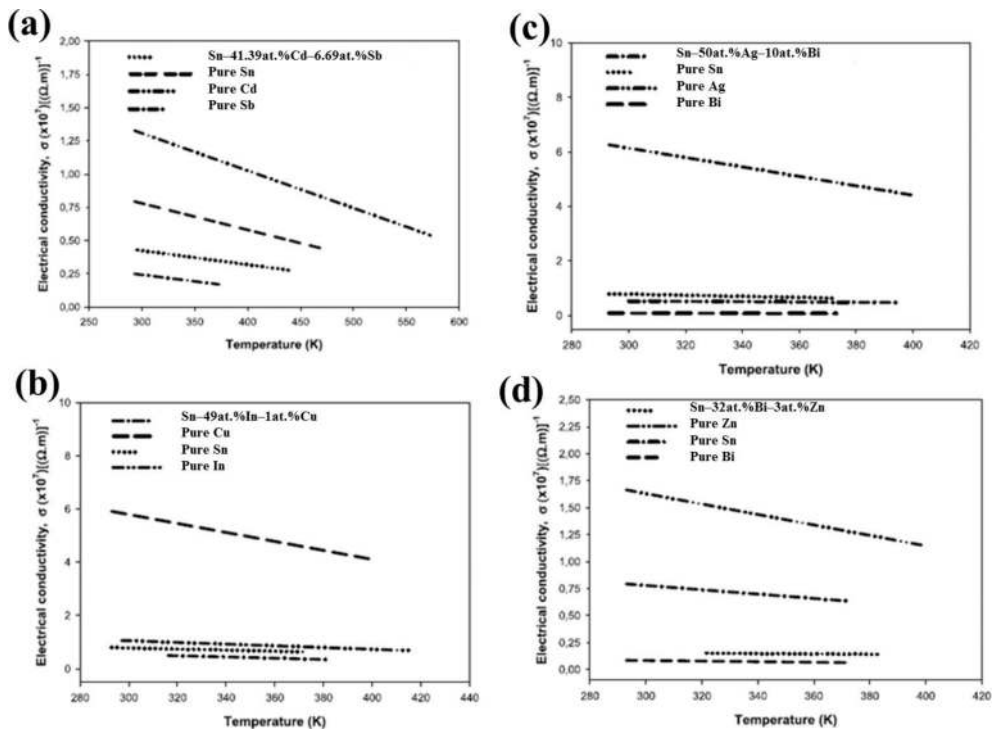 (a)
2,00
1,75
1,50
1,25
1,00
0,75
0,50
0,25
0,00
Electrical conductivity, σ (x10⁷)[(Ω.m)]⁻¹
Sn–41.39at.%Cd–6.69at.%Sb
Pure Sn
Pure Cd
Pure Sb
250 300 350 400 450 500 550 600
Temperature (K)
(c)
10
8
6
4
2
0
Electrical conductivity, σ (x10⁷)[(Ω.m)]⁻¹
Sn–50at.%Ag–10at.%Bi
Pure Sn
Pure Ag
Pure Bi
280 300 320 340 360 380 400 420
Temperature (K)
(b)
10
8
6
4
2
0
Electrical conductivity, σ (x10⁷)[(Ω.m)]⁻¹
Sn–49at.%In–1at.%Cu
Pure Cu
Pure Sn
Pure In
280 300 320 340 360 380 400 420 440
Temperature (K)
(d)
2,50
2,25
2,00
1,75
1,50
1,25
1,00
0,75
0,50
0,25
0,00
Electrical conductivity, σ (x10⁷)[(Ω.m)]⁻¹
Sn–32at.%Bi–3at.%Zn
Pure Zn
Pure Sn
Pure Bi
280 300 320 340 360 380 400 420
Temperature (K)